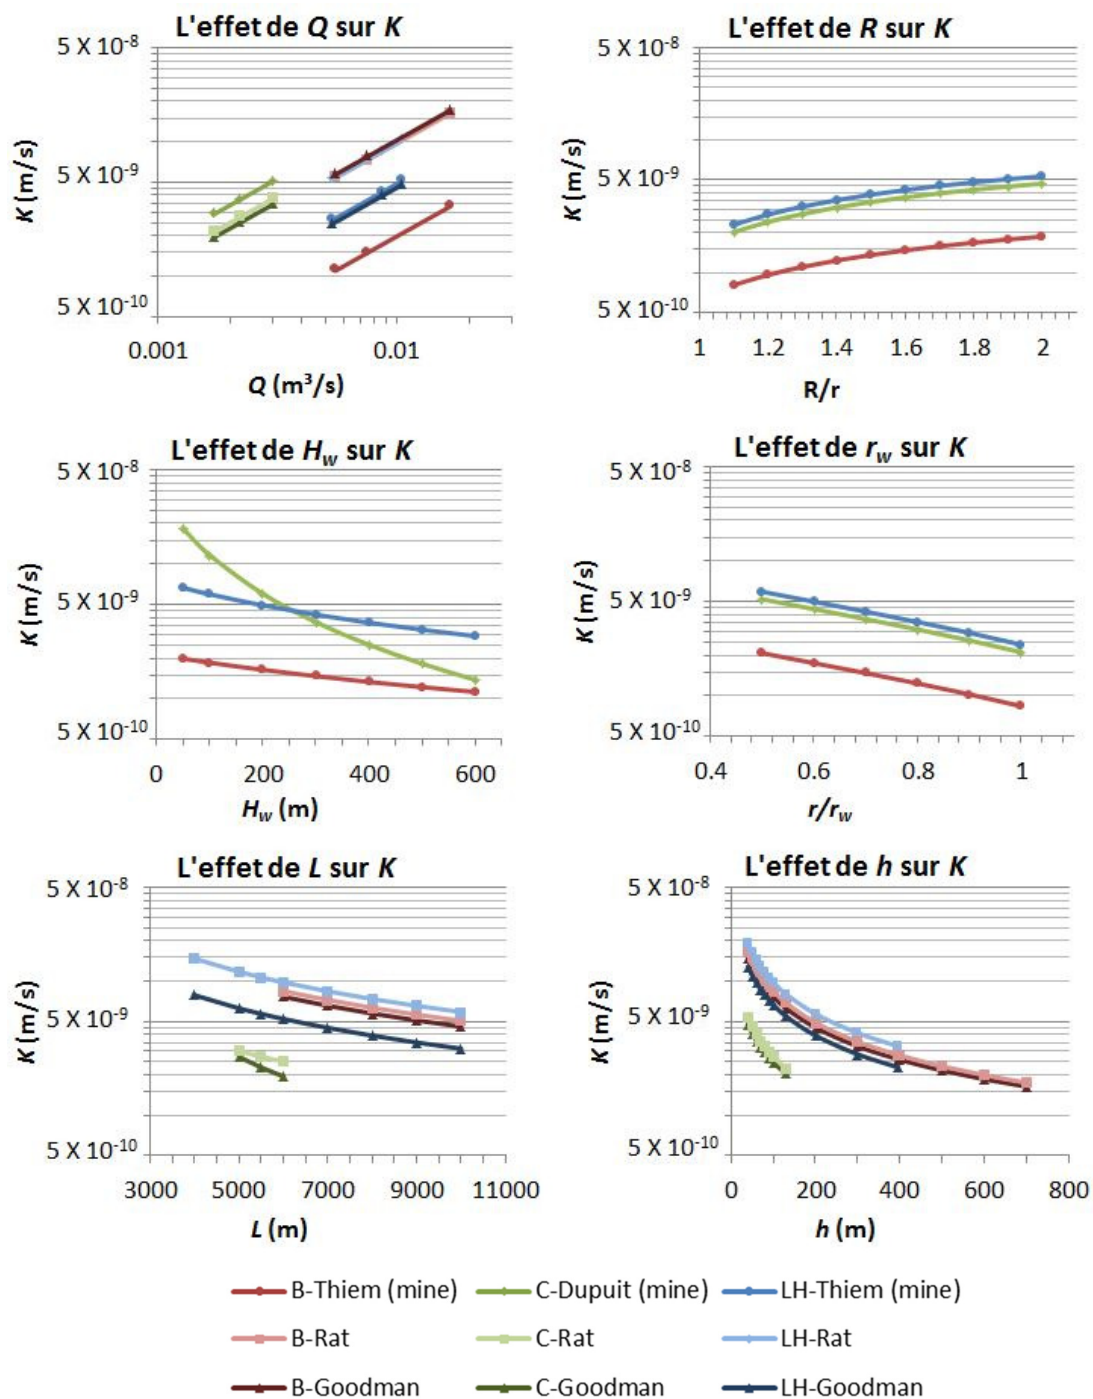 L'effet de Q sur K
5 X 10⁻⁸
5 X 10⁻⁹
5 X 10⁻¹⁰
K (m/s)
0.001 0.01
Q (m³/s)
L'effet de R sur K
5 X 10⁻⁸
5 X 10⁻⁹
5 X 10⁻¹⁰
K (m/s)
1 1.2 1.4 1.6 1.8 2
R/r
L'effet de H_w sur K
5 X 10⁻⁸
5 X 10⁻⁹
5 X 10⁻¹⁰
K (m/s)
0 200 400 600
H_w (m)
L'effet de r_w sur K
5 X 10⁻⁸
5 X 10⁻⁹
5 X 10⁻¹⁰
K (m/s)
0.4 0.6 0.8 1
r/r_w
L'effet de L sur K
5 X 10⁻⁸
5 X 10⁻⁹
5 X 10⁻¹⁰
K (m/s)
3000 5000 7000 9000 11000
L (m)
L'effet de h sur K
5 X 10⁻⁸
5 X 10⁻⁹
5 X 10⁻¹⁰
K (m/s)
0 200 400 600 800
h (m)
B-Thiem (mine) C-Dupuit (mine) LH-Thiem (mine)
B-Rat C-Rat LH-Rat
B-Goodman C-Goodman LH-Goodman